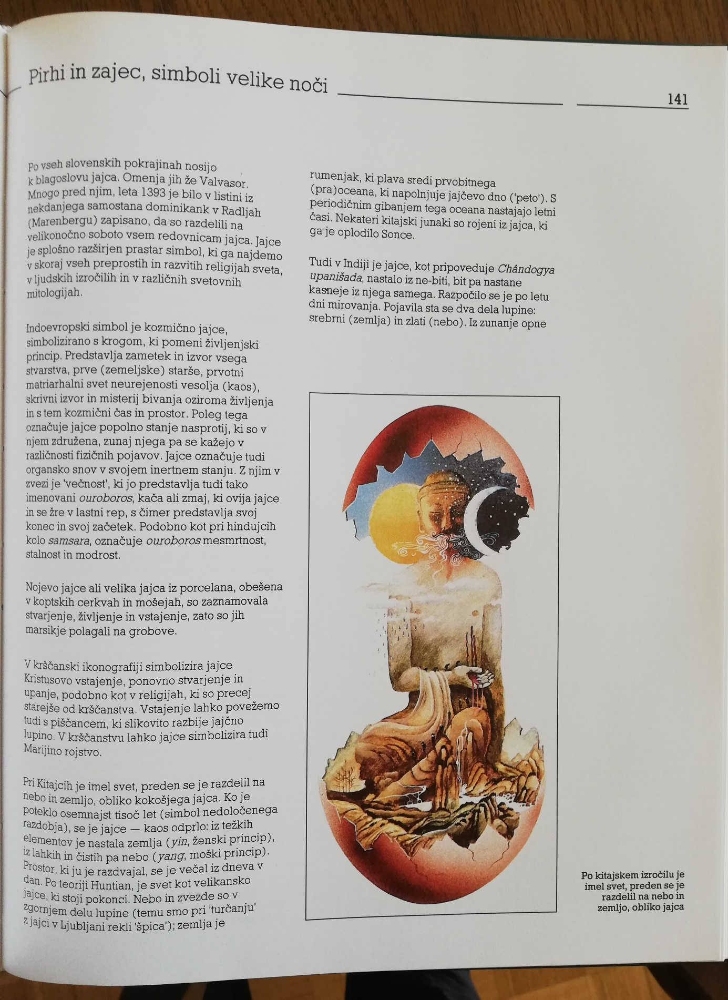 Pirhi in zajec, simboli velike noči
141
Po vseh slovenskih pokrajinah nosijo
k blagoslovu jajca. Omenja jih že Valvasor.
Mnogo pred njim, leta 1393 je bilo v listini iz
nekdanjega samostana dominikank v Radljah
(Marenbergu) zapisano, da so razdelili na
velikonočno soboto vsem redovnicam jajca. Jajce
je splošno razširjen prastar simbol, ki ga najdemo
v skoraj vseh preprostih in razvitih religijah sveta,
v ljudskih izročilih in v različnih svetovnih
mitologijah.
Indoevropski simbol je kozmično jajce,
simbolizirano s krogom, ki pomeni življenjski
princip. Predstavlja zametek in izvor vsega
stvarstva, prve (zemeljske) starše, prvotni
matriarhalni svet neurejenosti vesolja (kaos),
skrivni izvor in misterij bivanja oziroma življenja
in s tem kozmični čas in prostor. Poleg tega
označuje jajce popolno stanje nasprotij, ki so v
njem združena, zunaj njega pa se kažejo v
različnosti fizičnih pojavov. Jajce označuje tudi
organsko snov v svojem inertnem stanju. Z njim v
zvezi je 'večnost', ki jo predstavlja tudi tako
imenovani ouroboros, kača ali zmaj, ki ovija jajce
in se žre v lastni rep, s čimer predstavlja svoj
konec in svoj začetek. Podobno kot pri hindujcih
kolo samsara, označuje ouroboros mesmrtnost,
stalnost in modrost.
Nojevo jajce ali velika jajca iz porcelana, obešena
v koptskih cerkvah in mošejah, so zaznamovala
stvarjenje, življenje in vstajenje, zato so jih
marsikje polagali na grobove.
V krščanski ikonografiji simbolizira jajce
Kristusovo vstajenje, ponovno stvarjenje in
upanje, podobno kot v religijah, ki so precej
starejše od krščanstva. Vstajenje lahko povežemo
tudi s piščancem, ki slikovito razbije jajčno
lupino. V krščanstvu lahko jajce simbolizira tudi
Marijino rojstvo.
Pri Kitajcih je imel svet, preden se je razdelil na
nebo in zemljo, obliko kokošjega jajca. Ko je
poteklo osemnajst tisoč let (simbol nedoločenega
razdobja), se je jajce — kaos odprlo: iz težkih
elementov je nastala zemlja (yin, ženski princip),
iz lahkih in čistih pa nebo (yang, moški princip).
Prostor, ki ju je razdvajal, se je večal iz dneva v
dan. Po teoriji Huntian, je svet kot velikansko
jajce, ki stoji pokonci. Nebo in zvezde so v
zgornjem delu lupine (temu smo pri 'turčanju'
z jajci v Ljubljani rekli 'špica'); zemlja je
rumenjak, ki plava sredi prvobitnega
(pra)oceana, ki napolnjuje jajčevo dno ('peto'). S
periodičnim gibanjem tega oceana nastajajo letni
časi. Nekateri kitajski junaki so rojeni iz jajca, ki
ga je oplodilo Sonce.
Tudi v Indiji je jajce, kot pripoveduje Chândogya
upanišada, nastalo iz ne-biti, bit pa nastane
kasneje iz njega samega. Razpočilo se je po letu
dni mirovanja. Pojavila sta se dva dela lupine:
srebrni (zemlja) in zlati (nebo). Iz zunanje opne
Po kitajskem izročilu je
imel svet, preden se je
razdelil na nebo in
zemljo, obliko jajca